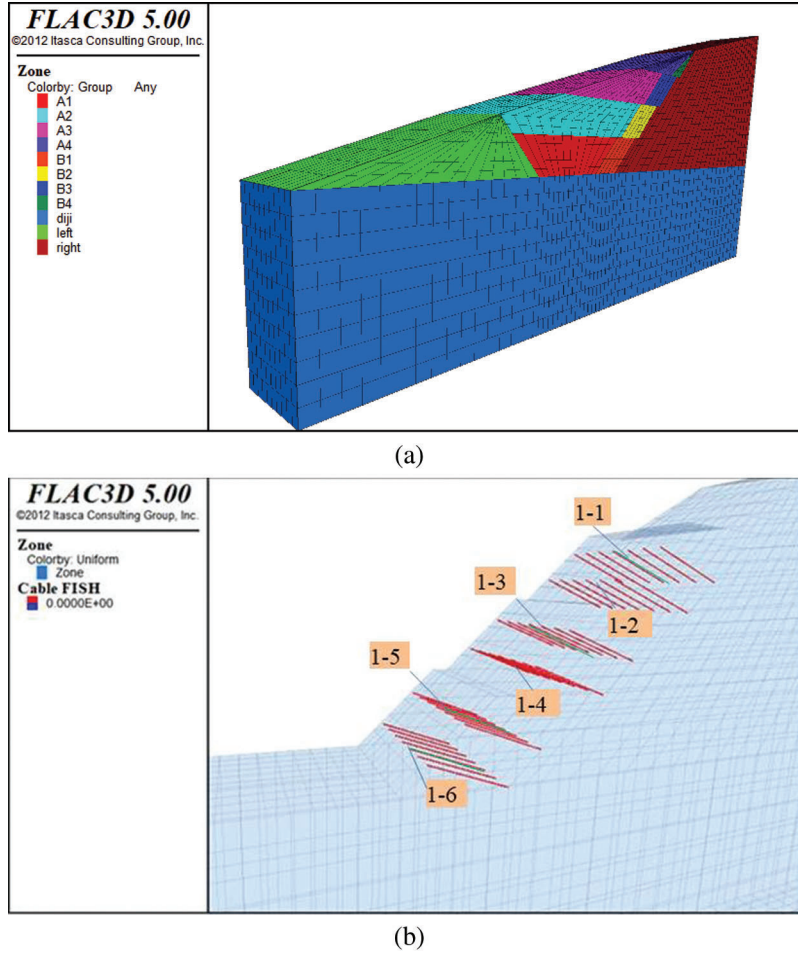 FLAC3D 5.00
©2012 Itasca Consulting Group, Inc.
Zone
Colorby: Group Any
A1
A2
A3
A4
B1
B2
B3
B4
diji
left
right
(a)
FLAC3D 5.00
©2012 Itasca Consulting Group, Inc.
Zone
Colorby: Uniform
Zone
Cable FISH
0.0000E+00
1-1
1-3
1-2
1-5
1-4
1-6
(b)